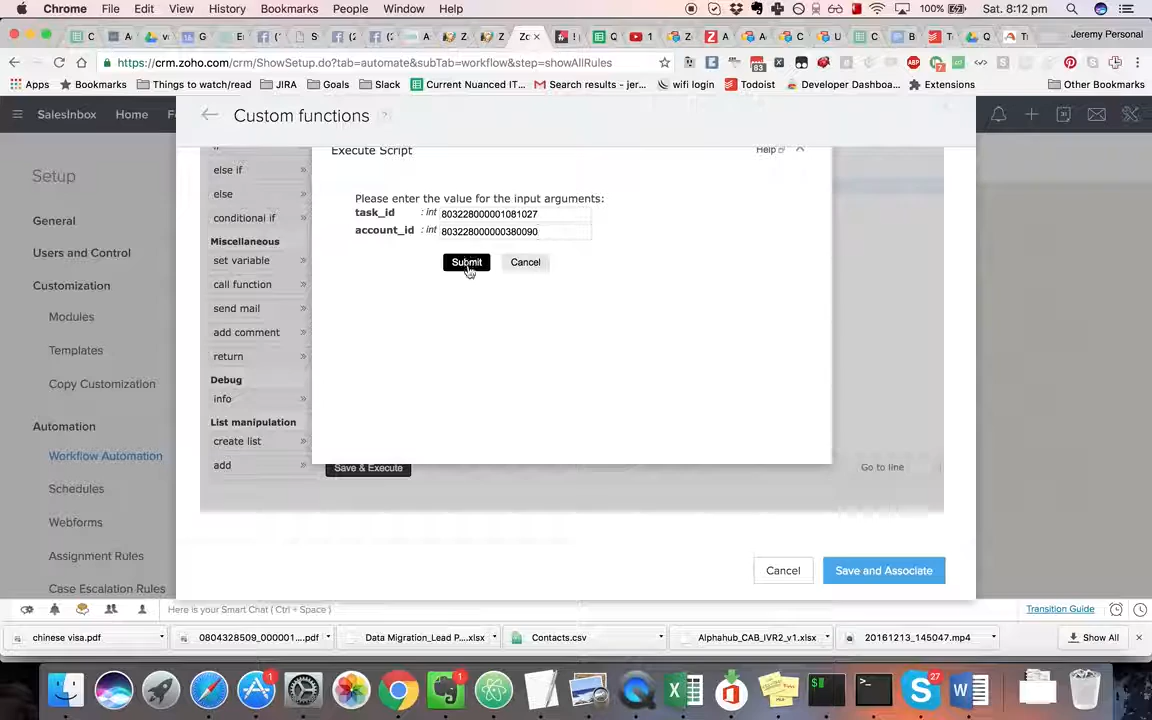 Chrome File Edit View History Bookmarks People Window Help 100% Sat. 8:12 pm
Jeremy Personal
https://crm.zoho.com/crm/ShowSetup.do?tab=automate&subTab=workflow&step=showAllRules
Apps Bookmarks Things to watch/read JIRA Goals Slack Current Nuanced IT... Search results - jer... wifi login Todoist Developer Dashboa... Extensions Other Bookmarks
SalesInbox Home
Custom functions ?
Execute Script
Help
else if »
else »
conditional if »
Miscellaneous
set variable »
call function »
send mail »
add comment »
return »
Debug
info »
List manipulation
create list »
add »
Please enter the value for the input arguments:
task_id : int 803228000001081027
account_id : int 803228000000380090
Submit Cancel
Save & Execute
Go to line
Setup
General
Users and Control
Customization
Modules
Templates
Copy Customization
Automation
Workflow Automation
Schedules
Webforms
Assignment Rules
Case Escalation Rules
Cancel Save and Associate
Here is your Smart Chat ( Ctrl + Space )
Transition Guide
chinese visa.pdf 0804328509_000001....pdf Data Migration_Lead P....xlsx Contacts.csv Alphahub_CAB_IVR2_v1.xlsx 20161213_145047.mp4 Show All
1 1 27